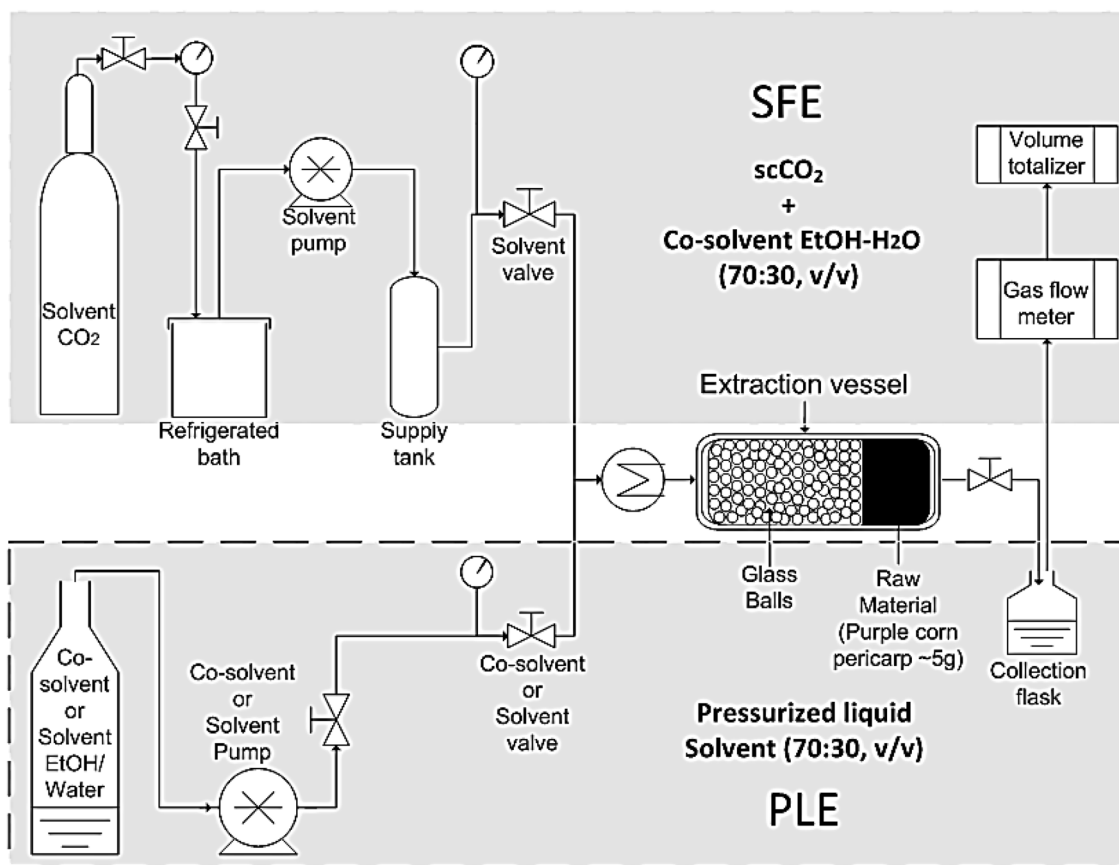 SFE
scCO2
+
Co-solvent EtOH-H2O
(70:30, v/v)
Volume
totalizer
Gas flow
meter
Solvent
pump
Solvent
valve
Solvent
CO2
Refrigerated
bath
Supply
tank
Extraction vessel
Glass
Balls
Raw
Material
(Purple corn
pericarp ~5g)
Collection
flask
Co-
solvent
or
Solvent
EtOH/
Water
Co-solvent
or
Solvent
Pump
Co-solvent
or
Solvent
valve
Pressurized liquid
Solvent (70:30, v/v)
PLE